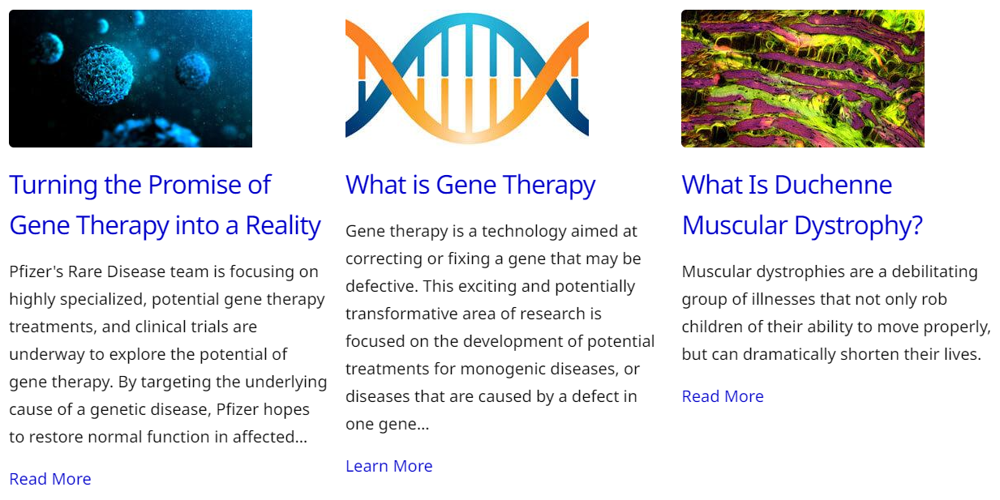 Turning the Promise of
Gene Therapy into a Reality
Pfizer's Rare Disease team is focusing on
highly specialized, potential gene therapy
treatments, and clinical trials are
underway to explore the potential of
gene therapy. By targeting the underlying
cause of a genetic disease, Pfizer hopes
to restore normal function in affected...
Read More
What is Gene Therapy
Gene therapy is a technology aimed at
correcting or fixing a gene that may be
defective. This exciting and potentially
transformative area of research is
focused on the development of potential
treatments for monogenic diseases, or
diseases that are caused by a defect in
one gene...
Learn More
What Is Duchenne
Muscular Dystrophy?
Muscular dystrophies are a debilitating
group of illnesses that not only rob
children of their ability to move properly,
but can dramatically shorten their lives.
Read More